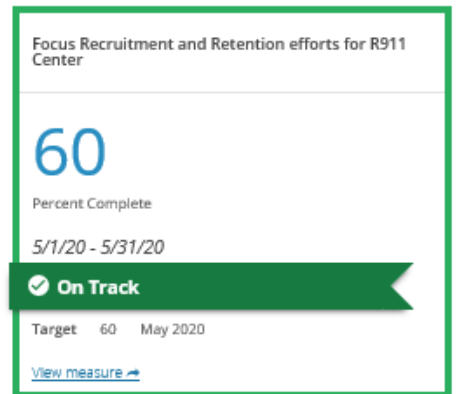 Focus Recruitment and Retention efforts for R911
Center
60
Percent Complete
5/1/20 - 5/31/20
On Track
Target 60 May 2020
View measure